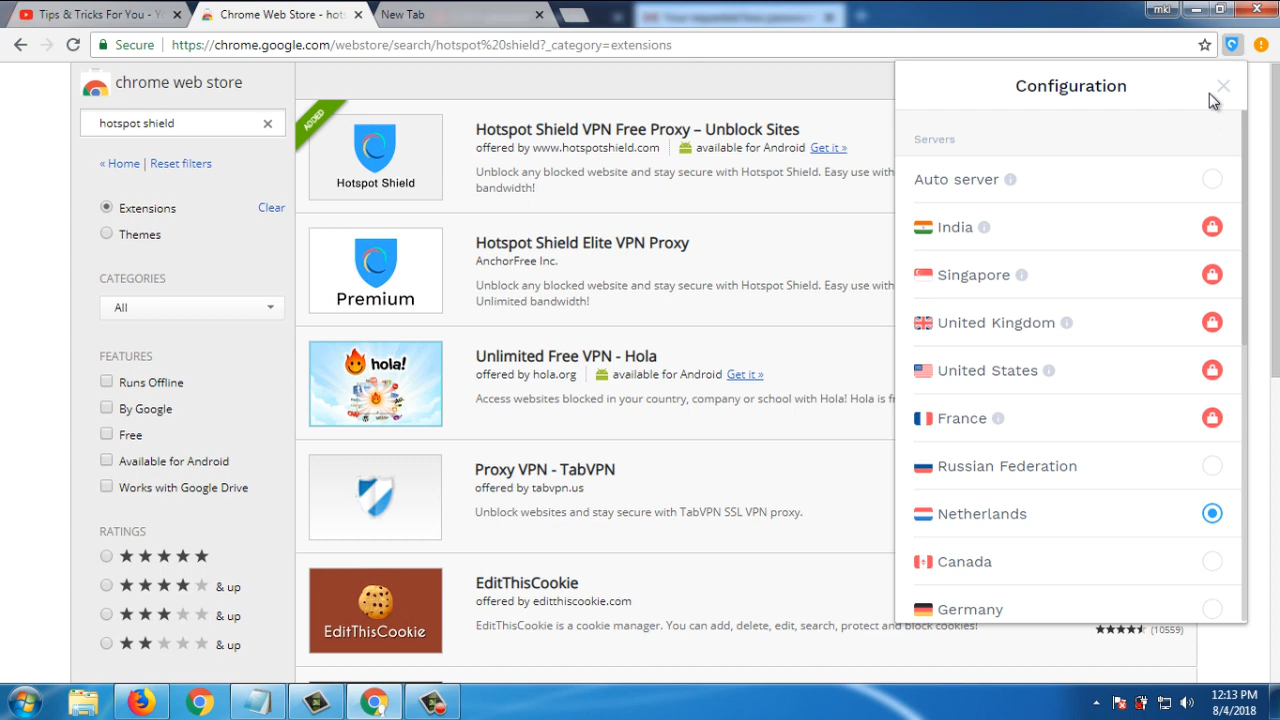 Tips & Tricks For You - Y
Chrome Web Store - hots
New Tab
mki
Secure
https://chrome.google.com/webstore/search/hotspot%20shield?_category=extensions
chrome web store
hotspot shield
« Home
Reset filters
Extensions
Clear
Themes
CATEGORIES
All
FEATURES
Runs Offline
By Google
Free
Available for Android
Works with Google Drive
RATINGS
& up
& up
& up
ADDED
Hotspot Shield
Hotspot Shield VPN Free Proxy – Unblock Sites
offered by www.hotspotshield.com
available for Android Get it »
Unblock any blocked website and stay secure with Hotspot Shield. Easy use w
bandwidth!
Premium
Hotspot Shield Elite VPN Proxy
AnchorFree Inc.
Unblock any blocked website and stay secure with Hotspot Shield. Easy use w
Unlimited bandwidth!
hola!
Unlimited Free VPN - Hola
offered by hola.org
available for Android Get it »
Access websites blocked in your country, company or school with Hola! Hola is fr
Proxy VPN - TabVPN
offered by tabvpn.us
Unblock websites and stay secure with TabVPN SSL VPN proxy.
EditThisCookie
EditThisCookie
offered by editthiscookie.com
EditThisCookie is a cookie manager. You can add, delete, edit, search, protect and block cookies!
(10559)
Configuration
Servers
Auto server
India
Singapore
United Kingdom
United States
France
Russian Federation
Netherlands
Canada
Germany
12:13 PM
8/4/2018